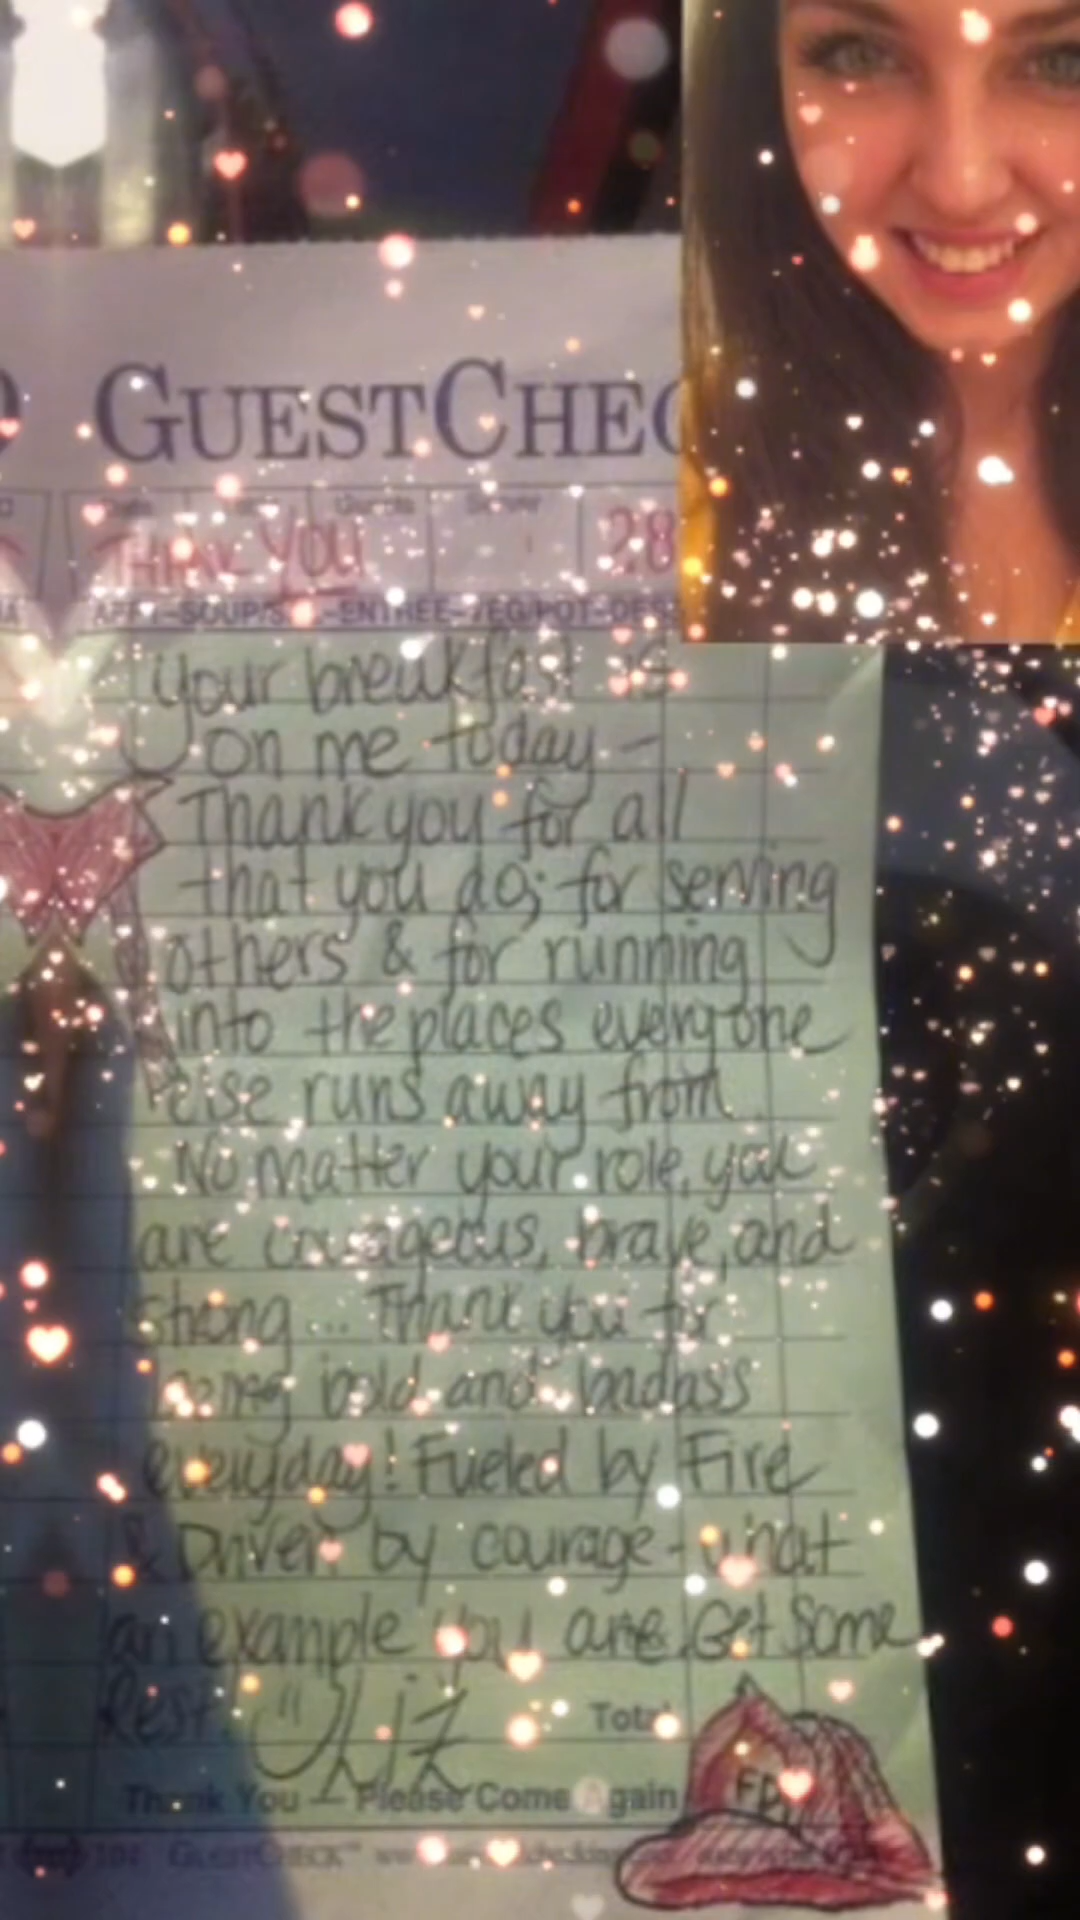 GUESTCHEC
THANK YOU 28
APPT-SOUP/S -ENTREE-VEG/POT-DES
your breakfast is
on me today -
Thank you for all
that you do; for serving
others & for running
into the places everyone
else runs away from.
No matter your role, you
are courageous, brave, and
strong... Thank you for
being bold and badass
everyday! Fueled by Fire
& Driven by courage - what
an example you are. Get Some
Rest. Liz
Total
Thank You - Please Come Again
GUESTCHECK™
FD